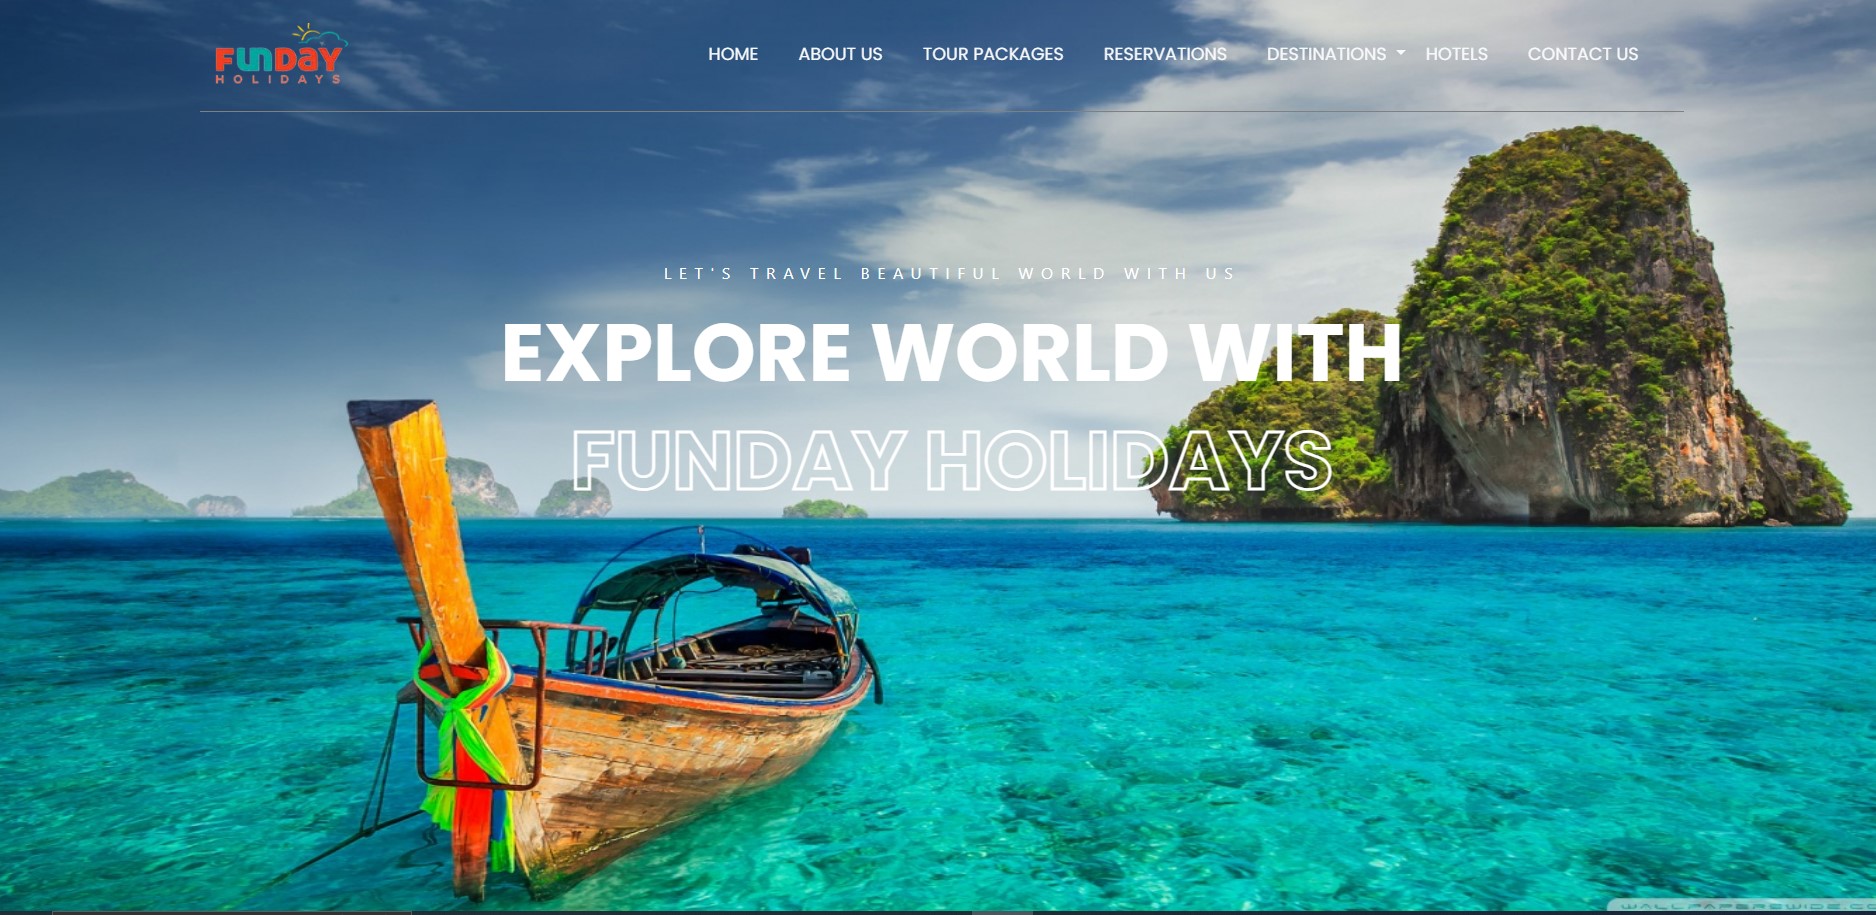 FUNDAY
HOLIDAYS
HOME ABOUT US TOUR PACKAGES RESERVATIONS DESTINATIONS HOTELS CONTACT US
LET'S TRAVEL BEAUTIFUL WORLD WITH US
EXPLORE WORLD WITH
FUNDAY HOLIDAYS